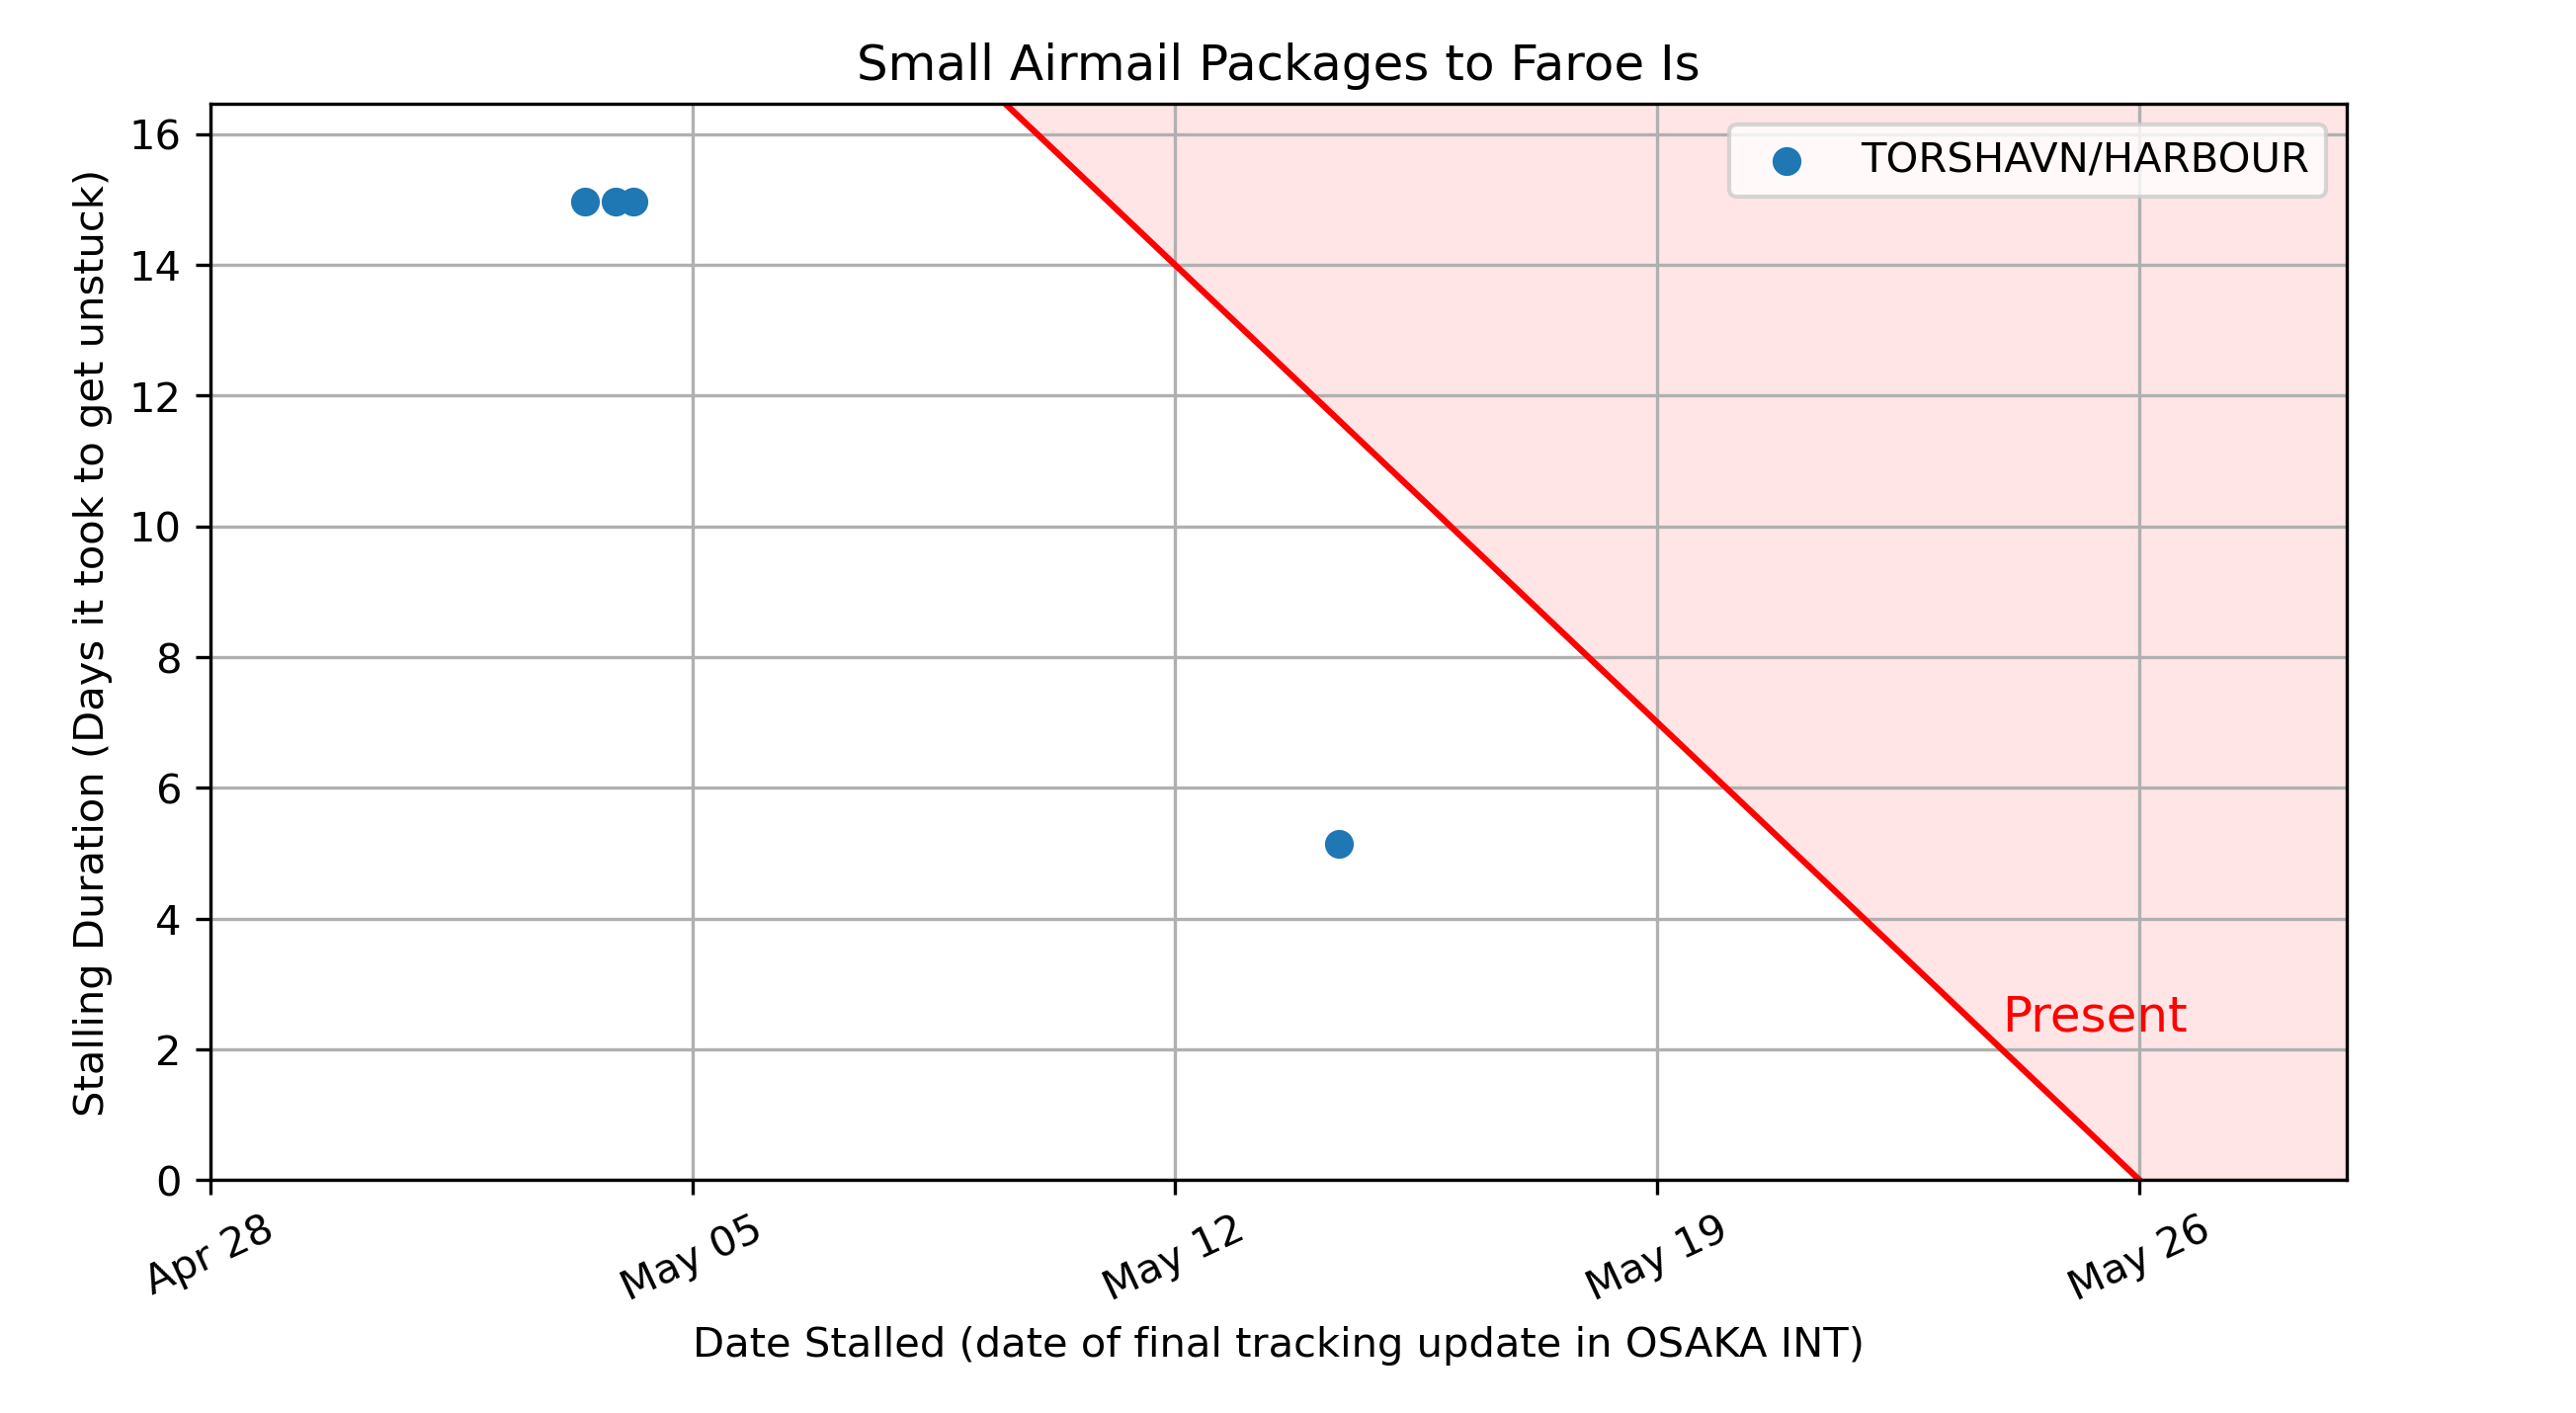 Small Airmail Packages to Faroe Is
TORSHAVN/HARBOUR
Stalling Duration (Days it took to get unstuck)
16
14
12
10
8
6
4
2
0
Present
Apr 28
May 05
May 12
May 19
May 26
Date Stalled (date of final tracking update in OSAKA INT)